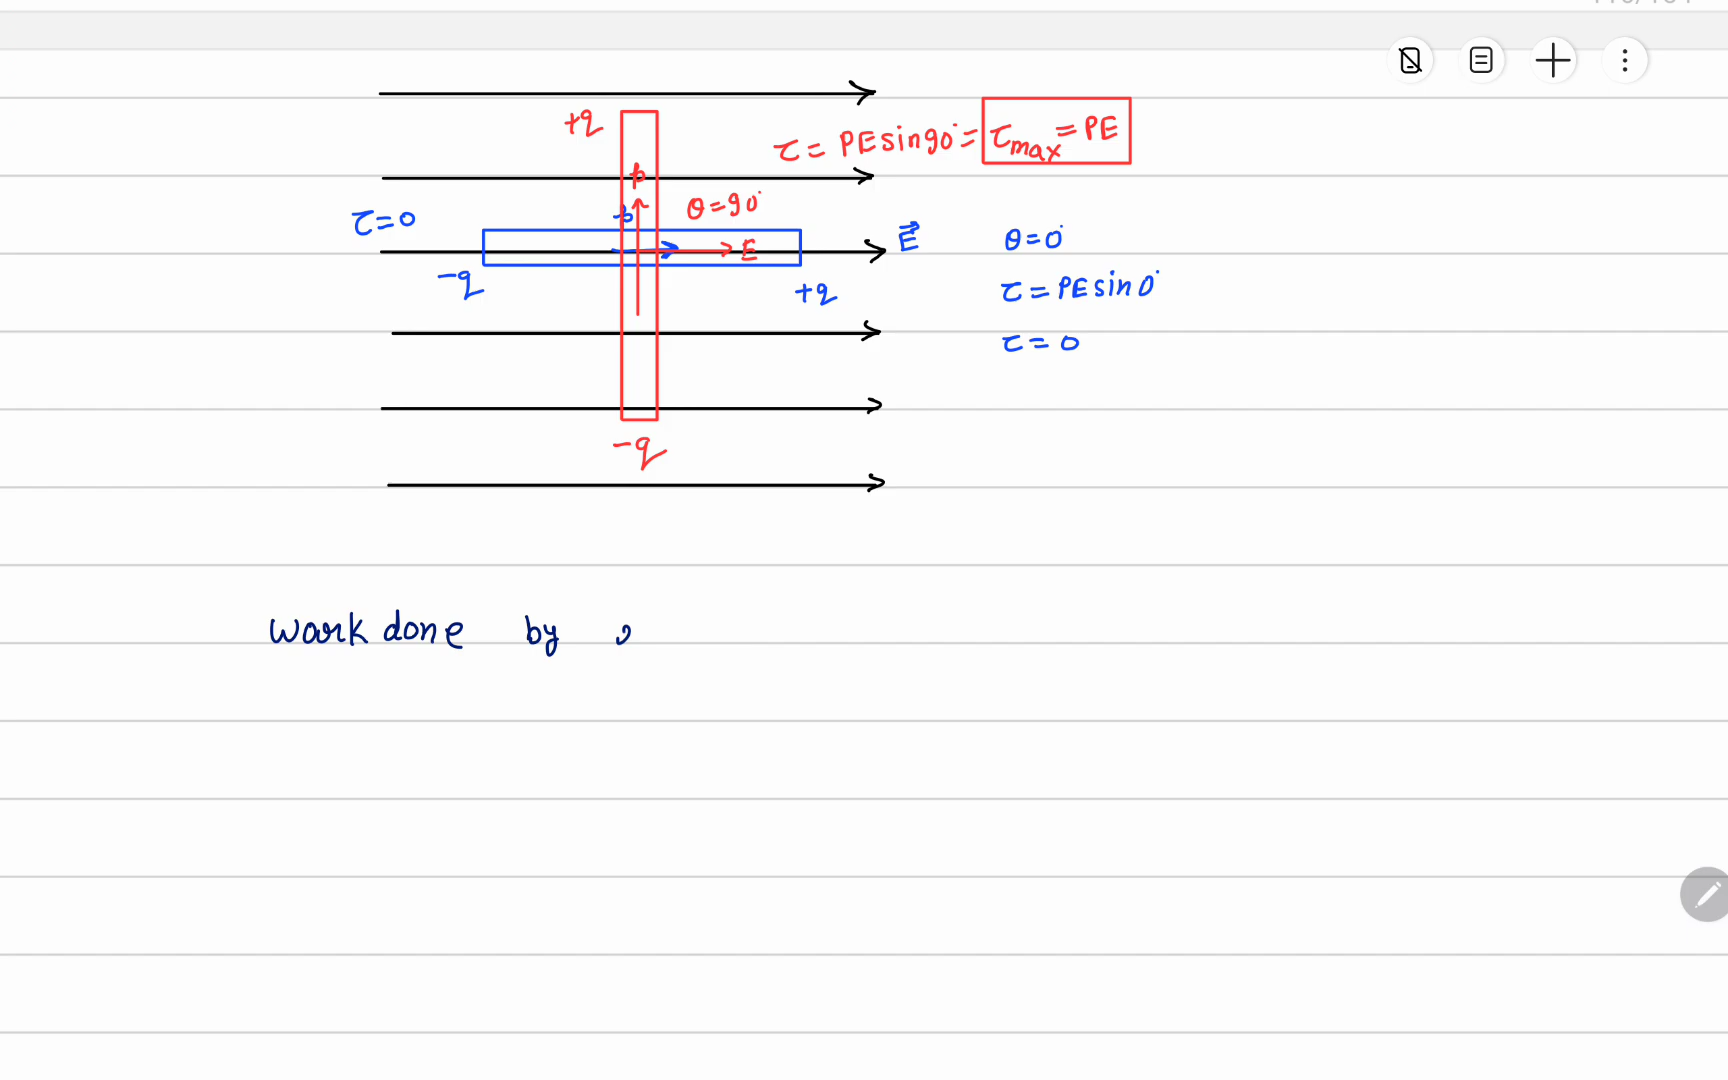 +q
τ = PE sin 90° = τmax = PE
p
θ = 90°
τ = 0
p
E
E⃗
θ = 0°
-q
+q
τ = PE sin 0°
τ = 0
-q
work done by